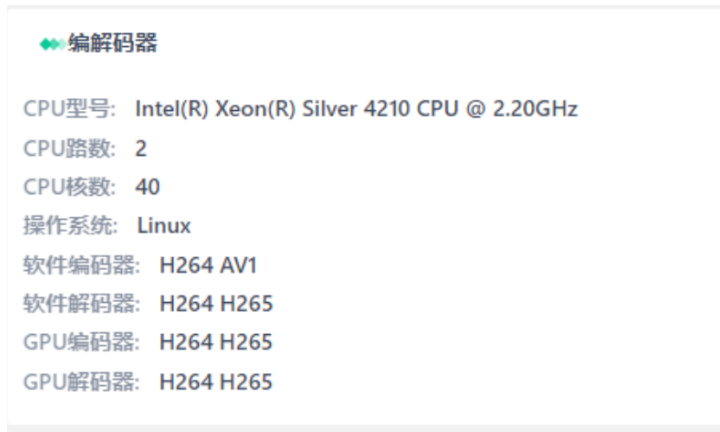 编解码器
CPU型号: Intel(R) Xeon(R) Silver 4210 CPU @ 2.20GHz
CPU路数: 2
CPU核数: 40
操作系统: Linux
软件编码器: H264 AV1
软件解码器: H264 H265
GPU编码器: H264 H265
GPU解码器: H264 H265